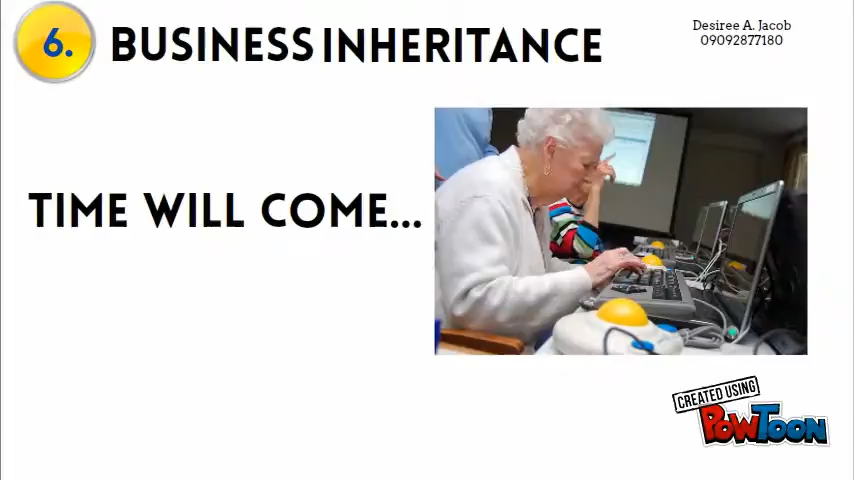 6. BUSINESS INHERITANCE
Desiree A. Jacob
09092877180
TIME WILL COME...
CREATED USING
POWTOON